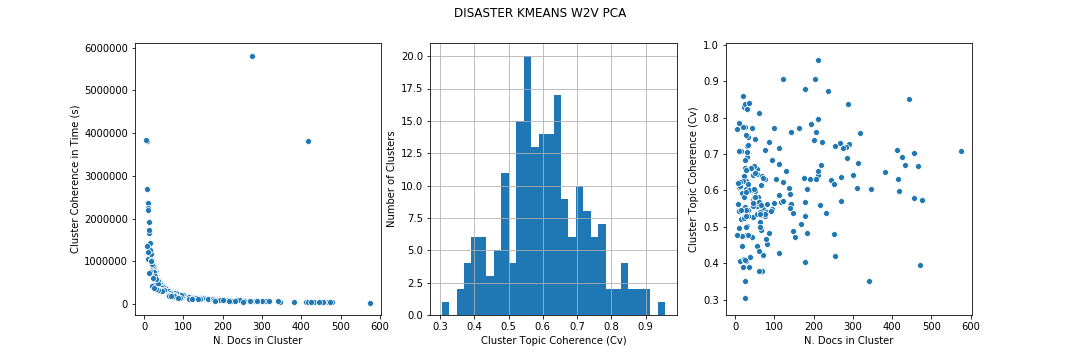 DISASTER KMEANS W2V PCA
Cluster Coherence in Time (s)
6000000
5000000
4000000
3000000
2000000
1000000
0
0 100 200 300 400 500 600
N. Docs in Cluster
Number of Clusters
20.0
17.5
15.0
12.5
10.0
7.5
5.0
2.5
0.0
0.3 0.4 0.5 0.6 0.7 0.8 0.9
Cluster Topic Coherence (Cv)
Cluster Topic Coherence (Cv)
1.0
0.9
0.8
0.7
0.6
0.5
0.4
0.3
0 100 200 300 400 500 600
N. Docs in Cluster